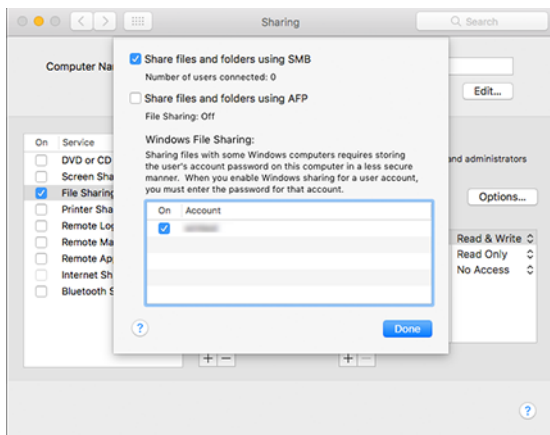 Sharing
Search
Computer Na
Edit...
Share files and folders using SMB
Number of users connected: 0
Share files and folders using AFP
File Sharing: Off
Windows File Sharing:
Sharing files with some Windows computers requires storing
the user's account password on this computer in a less secure
manner. When you enable Windows sharing for a user account,
you must enter the password for that account.
On Account
?
Done
On Service
DVD or CD
Screen Sha
File Sharing
Printer Sha
Remote Log
Remote Ma
Remote Ap
Internet Sh
Bluetooth S
and administrators
Options...
Read & Write
Read Only
No Access
+ −
+ −
?